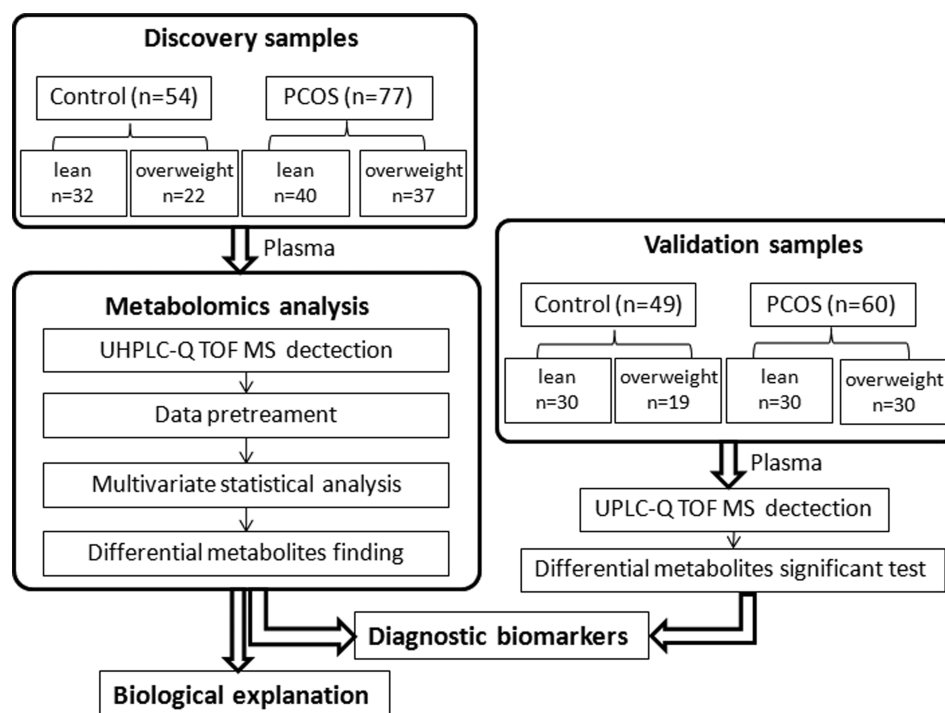 Discovery samples
Control (n=54)
PCOS (n=77)
lean
n=32
overweight
n=22
lean
n=40
overweight
n=37
Plasma
Metabolomics analysis
UHPLC-Q TOF MS dectection
Data pretreament
Multivariate statistical analysis
Differential metabolites finding
Validation samples
Control (n=49)
PCOS (n=60)
lean
n=30
overweight
n=19
lean
n=30
overweight
n=30
Plasma
UPLC-Q TOF MS dectection
Differential metabolites significant test
Diagnostic biomarkers
Biological explanation